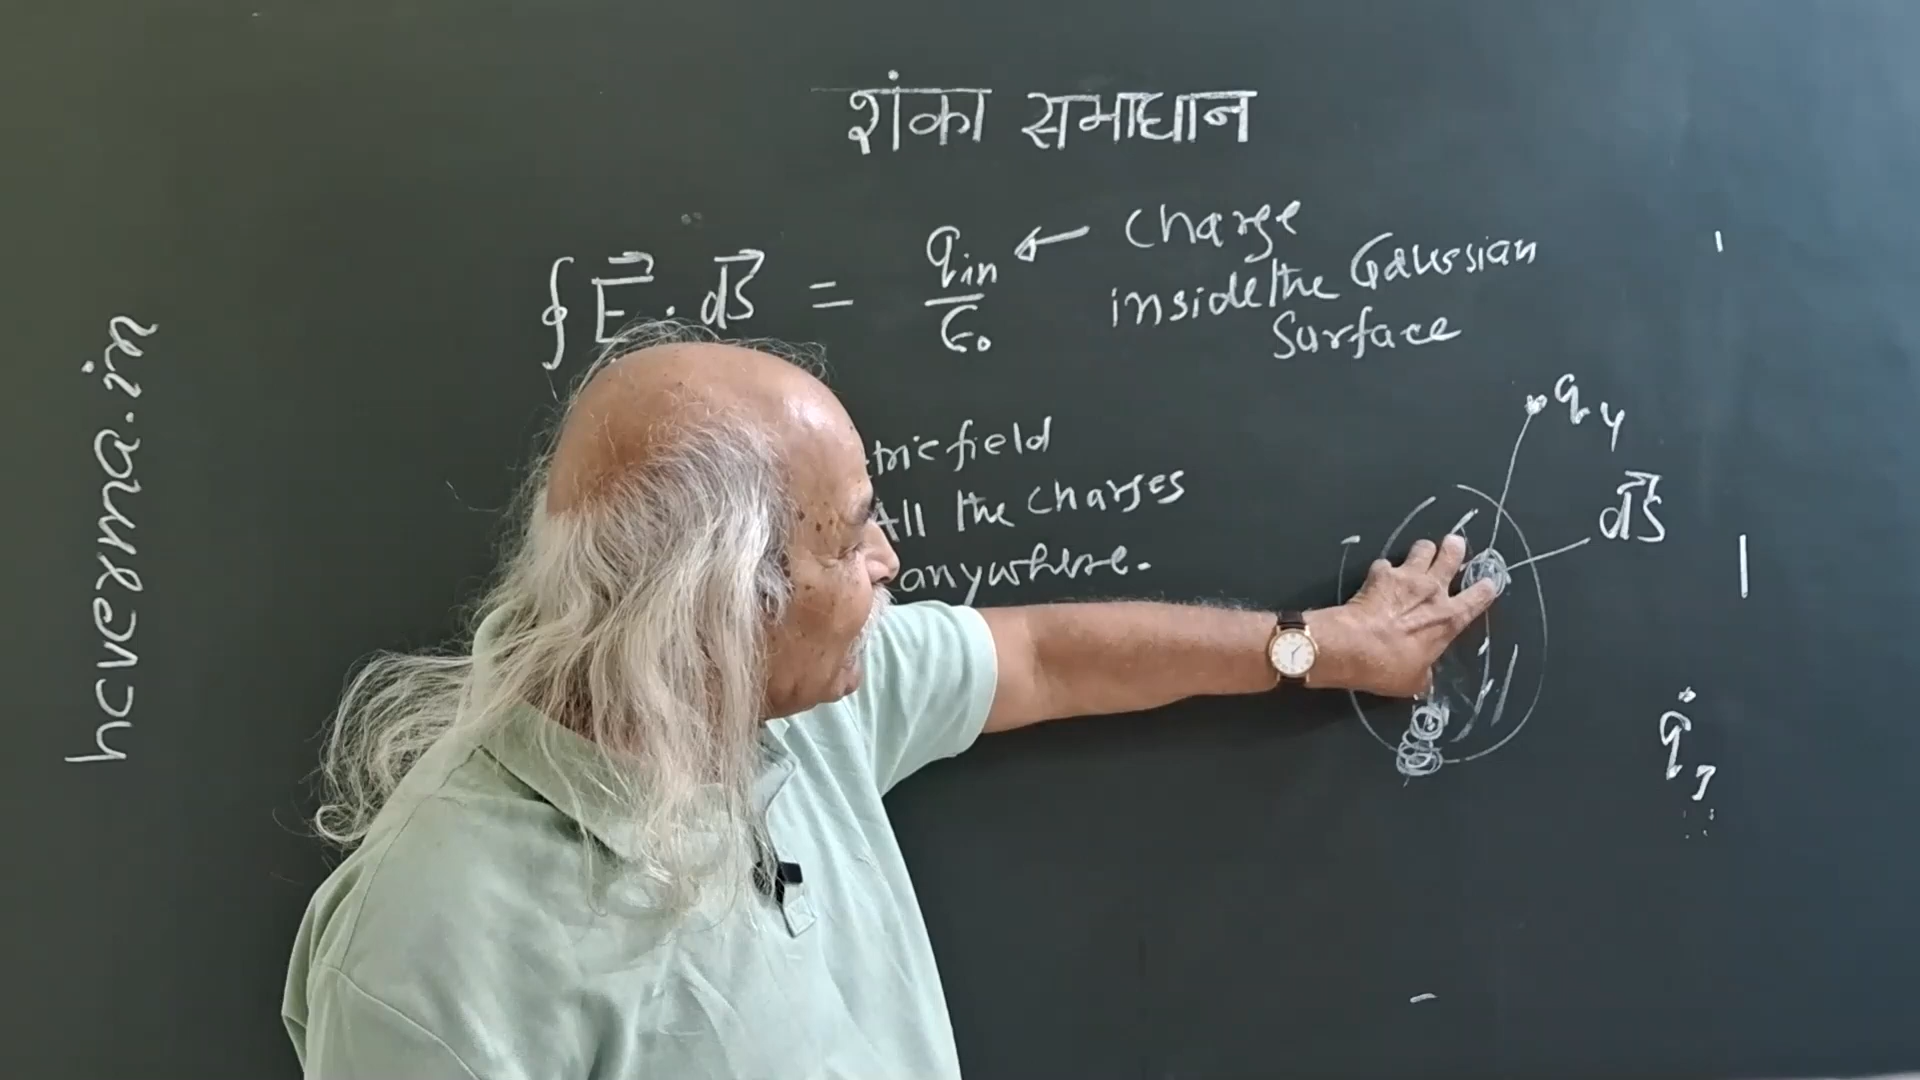 शंका समाधान
∮ E⃗ · dS⃗ = qin/ϵ₀ ← Charge
inside the Gaussian
Surface
tric field
All the charges
anywhere.
q4
dS⃗
q3
hcverma.in